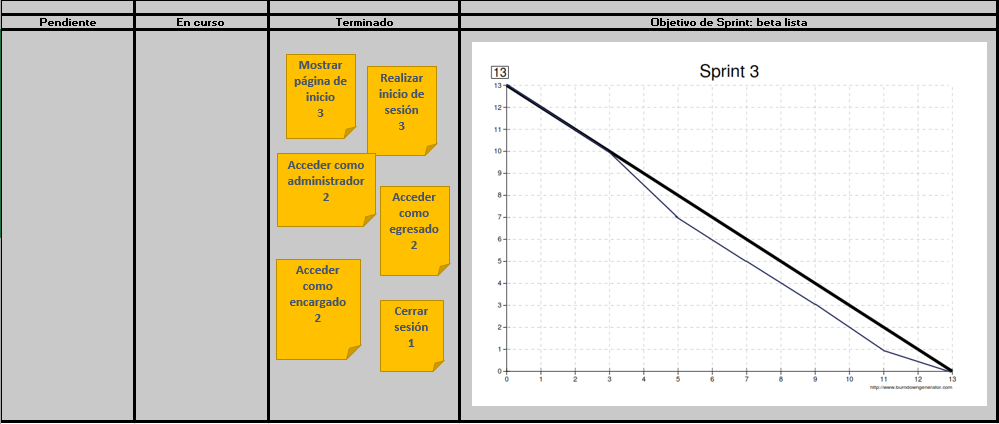 Pendiente
En curso
Terminado
Objetivo de Sprint: beta lista
Mostrar
página de
inicio
3
Realizar
inicio de
sesión
3
Acceder como
administrador
2
Acceder
como
egresado
2
Acceder
como
encargado
2
Cerrar
sesión
1
13
Sprint 3
13
12
11
10
9
8
7
6
5
4
3
2
1
0
0 1 2 3 4 5 6 7 8 9 10 11 12 13
http://www.burndowngenerator.com